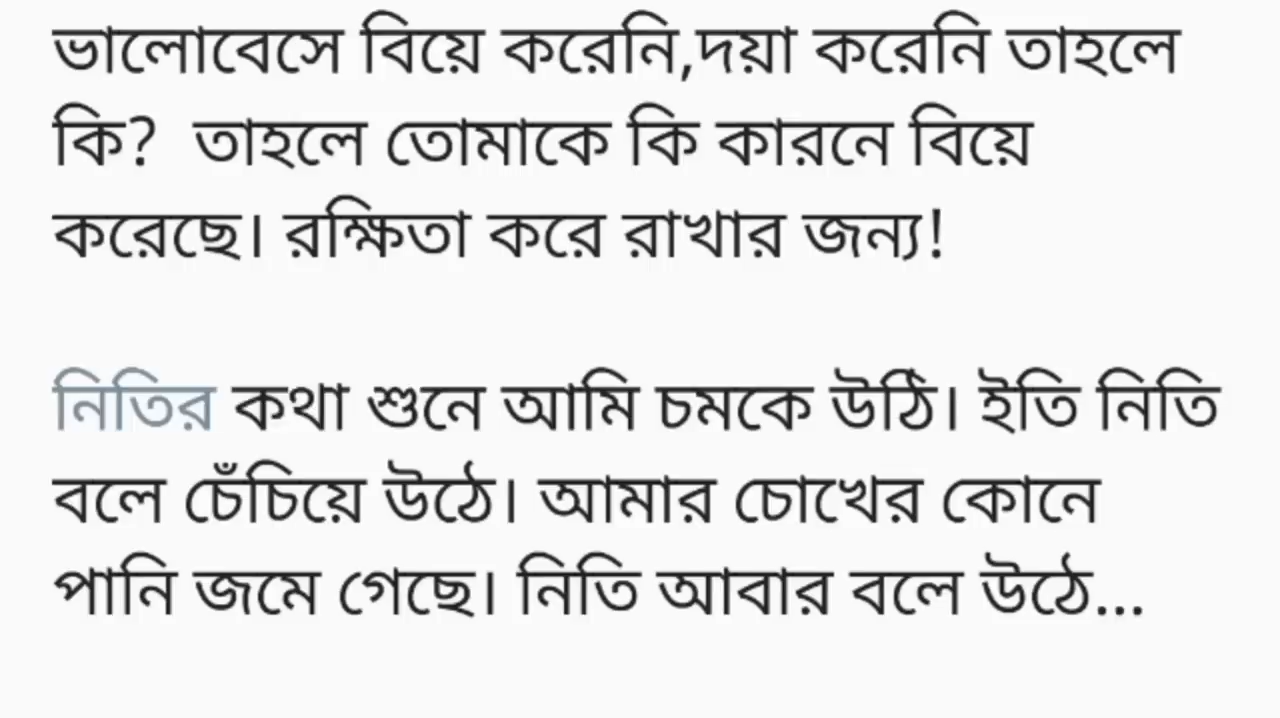 ভালোবেসে বিয়ে করেনি,দয়া করেনি তাহলে
কি? তাহলে তোমাকে কি কারনে বিয়ে
করেছে। রক্ষিতা করে রাখার জন্য!
নিতির কথা শুনে আমি চমকে উঠি। ইতি নিতি
বলে চেঁচিয়ে উঠে। আমার চোখের কোনে
পানি জমে গেছে। নিতি আবার বলে উঠে...